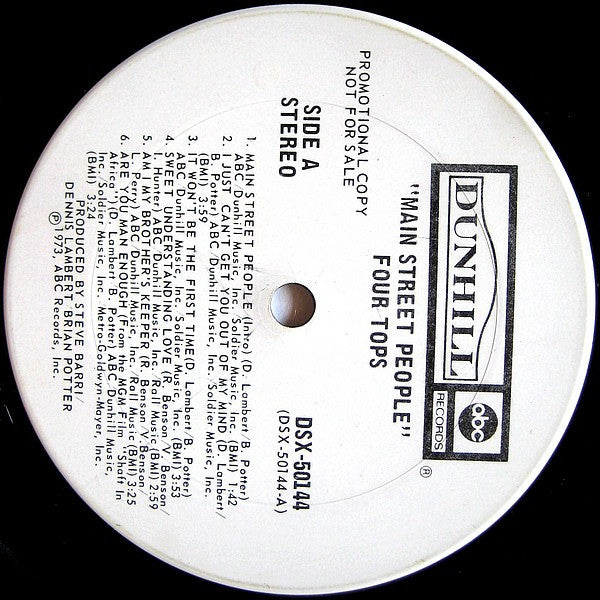 DUNHILL
abc
RECORDS
®
"MAIN STREET PEOPLE"
FOUR TOPS
PROMOTIONAL COPY
NOT FOR SALE
SIDE A
STEREO
DSX-50144
(DSX-50144-A)
1. MAIN STREET PEOPLE (Intro) (D. Lambert/B. Potter)
ABC/Dunhill Music, Inc./Soldier Music, Inc. (BMI) 1:42
2. I JUST CAN'T GET YOU OUT OF MY MIND (D. Lambert/
B. Potter) ABC/Dunhill Music, Inc./Soldier Music, Inc.
(BMI) 3:59
3. IT WON'T BE THE FIRST TIME (D. Lambert/B. Potter)
ABC/Dunhill Music, Inc./Soldier Music, Inc. (BMI) 3:53
4. SWEET UNDERSTANDING LOVE (R. Benson/V. Benson/
I. Hunter) ABC/Dunhill Music, Inc./Rall Music (BMI) 2:59
5. AM I MY BROTHER'S KEEPER (R. Benson/V. Benson/
L. Perry) ABC/Dunhill Music, Inc./Rall Music (BMI) 3:25
6. ARE YOU MAN ENOUGH (From the MGM Film "Shaft In
Africa") (D. Lambert/B. Potter) ABC/Dunhill Music,
Inc./Soldier Music, Inc. Metro-Goldwyn-Mayer, Inc.
(BMI) 3:24
PRODUCED BY STEVE BARRI/
DENNIS LAMBERT/BRIAN POTTER
℗1973, ABC Records, Inc.